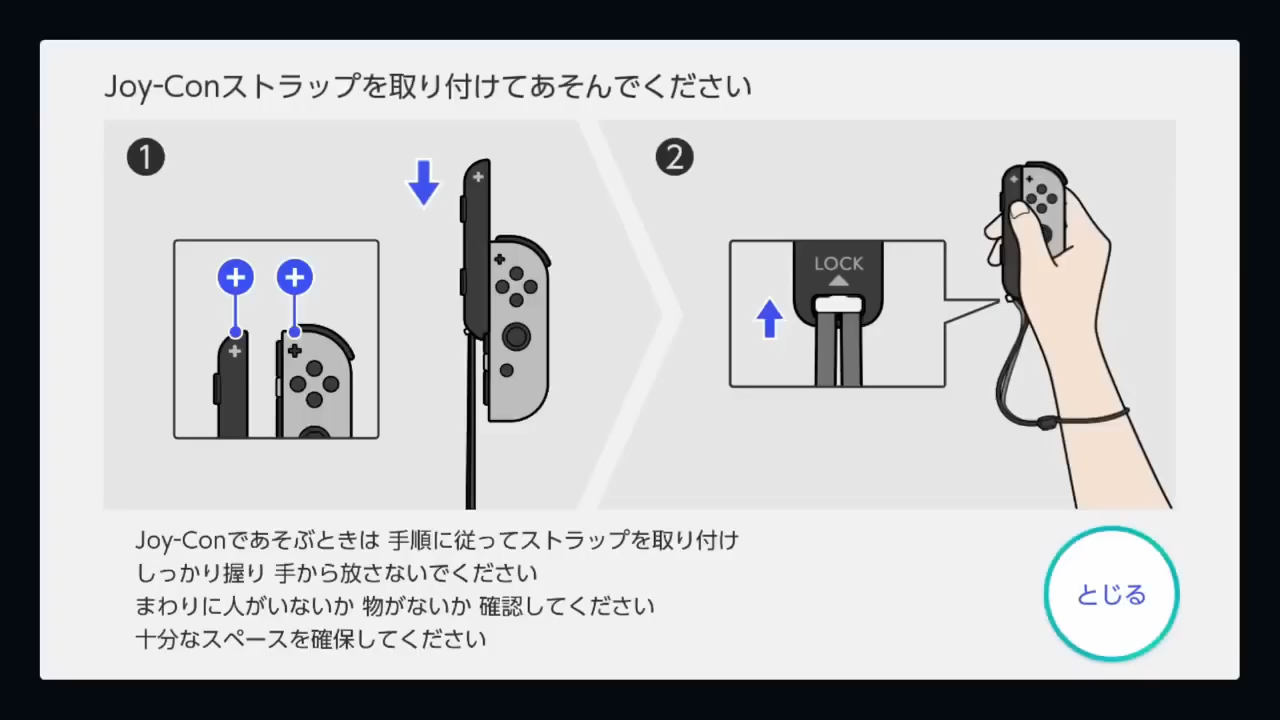 Joy-Conストラップを取り付けてあそんでください
1
2
LOCK
Joy-Conであそぶときは 手順に従ってストラップを取り付け
しっかり握り 手から放さないでください
まわりに人がいないか 物がないか 確認してください
十分なスペースを確保してください
とじる